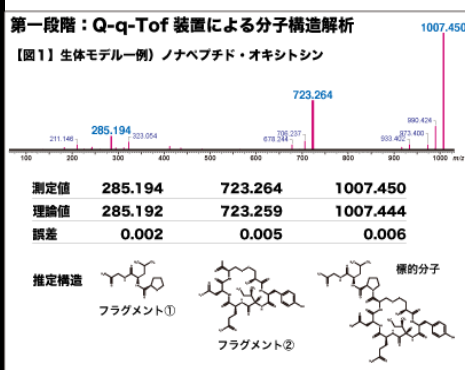 第一段階：Q-q-Tof 装置による分子構造解析
【図１】生体モデル一例）ノナペプチド・オキシトシン
1007.450
723.264
285.194
211.146
323.054
678.244
706.237
933.402
973.400
990.424
100 200 300 400 500 600 700 800 900 1000 m/z
測定値 285.194 723.264 1007.450
理論値 285.192 723.259 1007.444
誤差 0.002 0.005 0.006
推定構造
標的分子
フラグメント①
フラグメント②